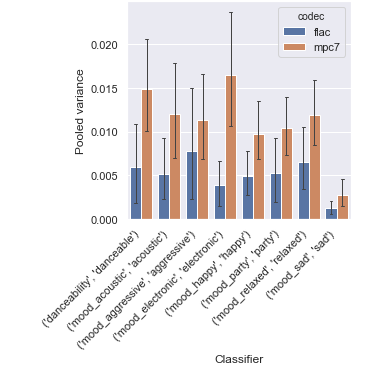 codec
flac
mpc7
Pooled variance
0.020
0.015
0.010
0.005
0.000
('danceability', 'danceable')
('mood_acoustic', 'acoustic')
('mood_aggressive', 'aggressive')
('mood_electronic', 'electronic')
('mood_happy', 'happy')
('mood_party', 'party')
('mood_relaxed', 'relaxed')
('mood_sad', 'sad')
Classifier